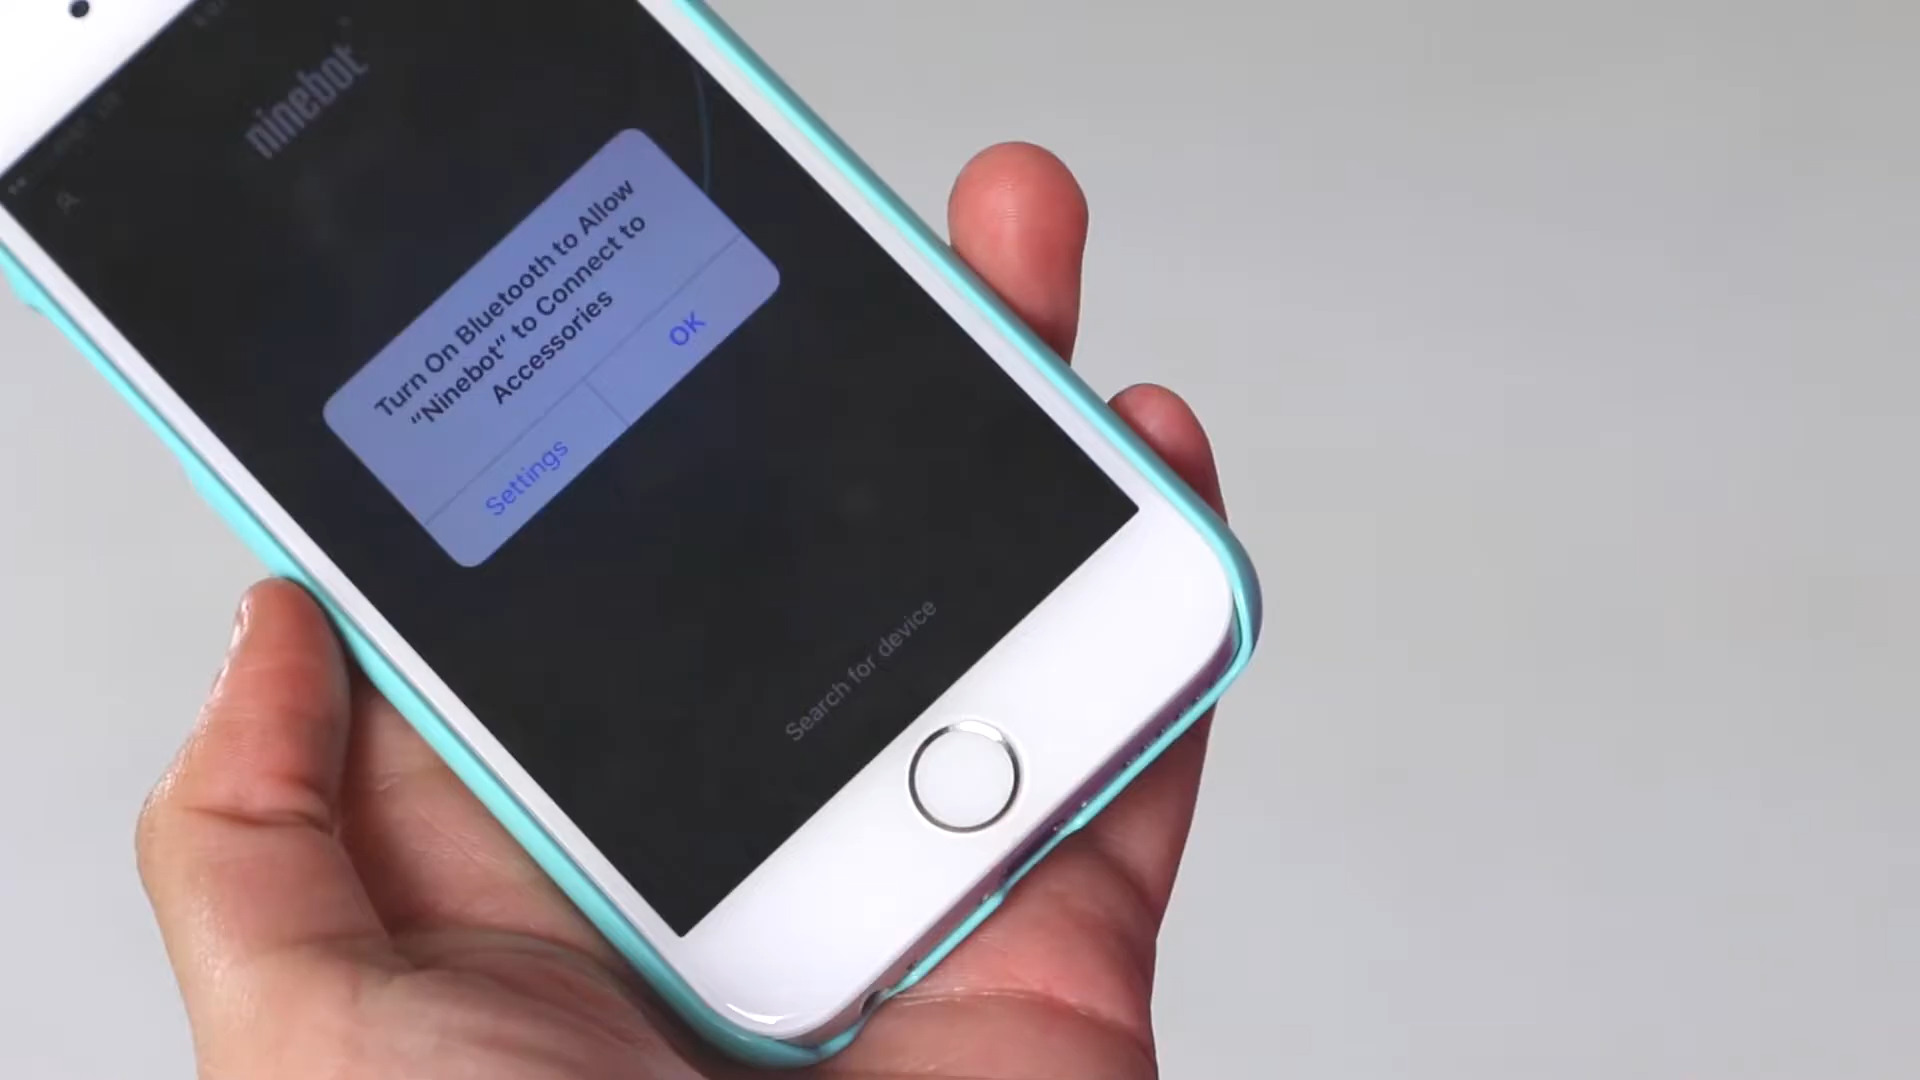 ninebot
Turn On Bluetooth to Allow
“Ninebot” to Connect to
Accessories
Settings
OK
Search for device